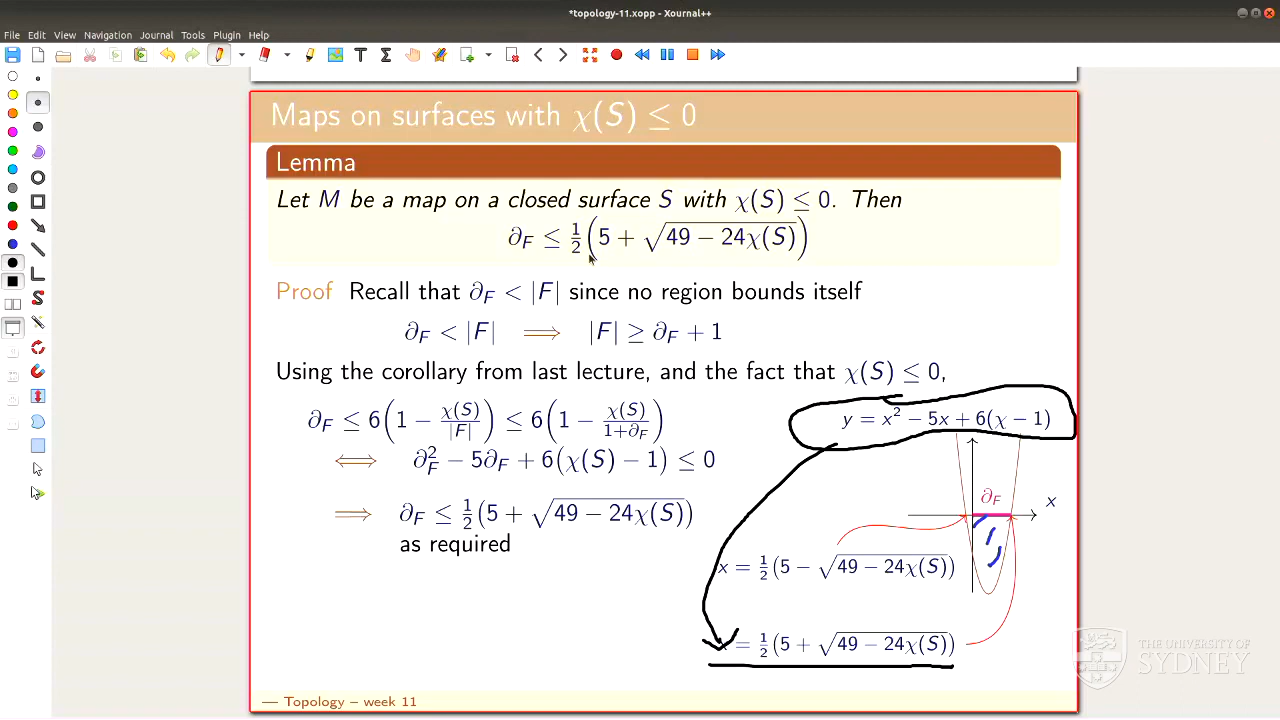 *topology-11.xopp - Xournal++
File Edit View Navigation Journal Tools Plugin Help
Maps on surfaces with χ(S) ≤ 0
Lemma
Let M be a map on a closed surface S with χ(S) ≤ 0. Then
∂_F ≤ ½(5 + √(49 − 24χ(S)))
Proof Recall that ∂_F < |F| since no region bounds itself
∂_F < |F| ⟹ |F| ≥ ∂_F + 1
Using the corollary from last lecture, and the fact that χ(S) ≤ 0,
∂_F ≤ 6(1 − χ(S)/|F|) ≤ 6(1 − χ(S)/(1+∂_F))
⟺ ∂_F² − 5∂_F + 6(χ(S) − 1) ≤ 0
⟹ ∂_F ≤ ½(5 + √(49 − 24χ(S)))
as required
y = x² − 5x + 6(χ − 1)
∂_F
x
x = ½(5 − √(49 − 24χ(S)))
x = ½(5 + √(49 − 24χ(S)))
THE UNIVERSITY OF
SYDNEY
— Topology – week 11